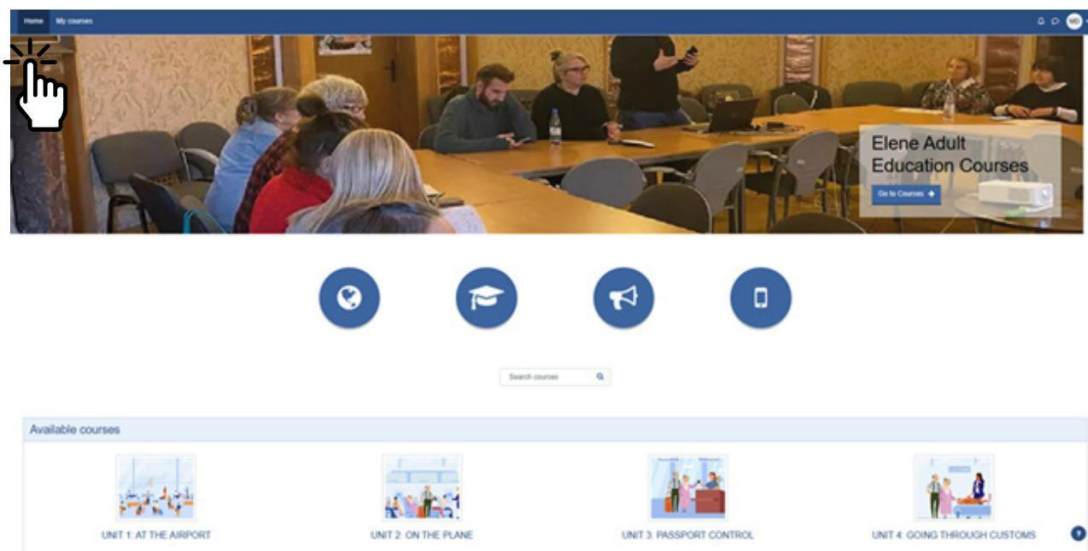 Home My courses
MD
Elene Adult
Education Courses
Go to Courses
Search courses
Available courses
UNIT 1: AT THE AIRPORT
UNIT 2: ON THE PLANE
UNIT 3: PASSPORT CONTROL
UNIT 4: GOING THROUGH CUSTOMS
?